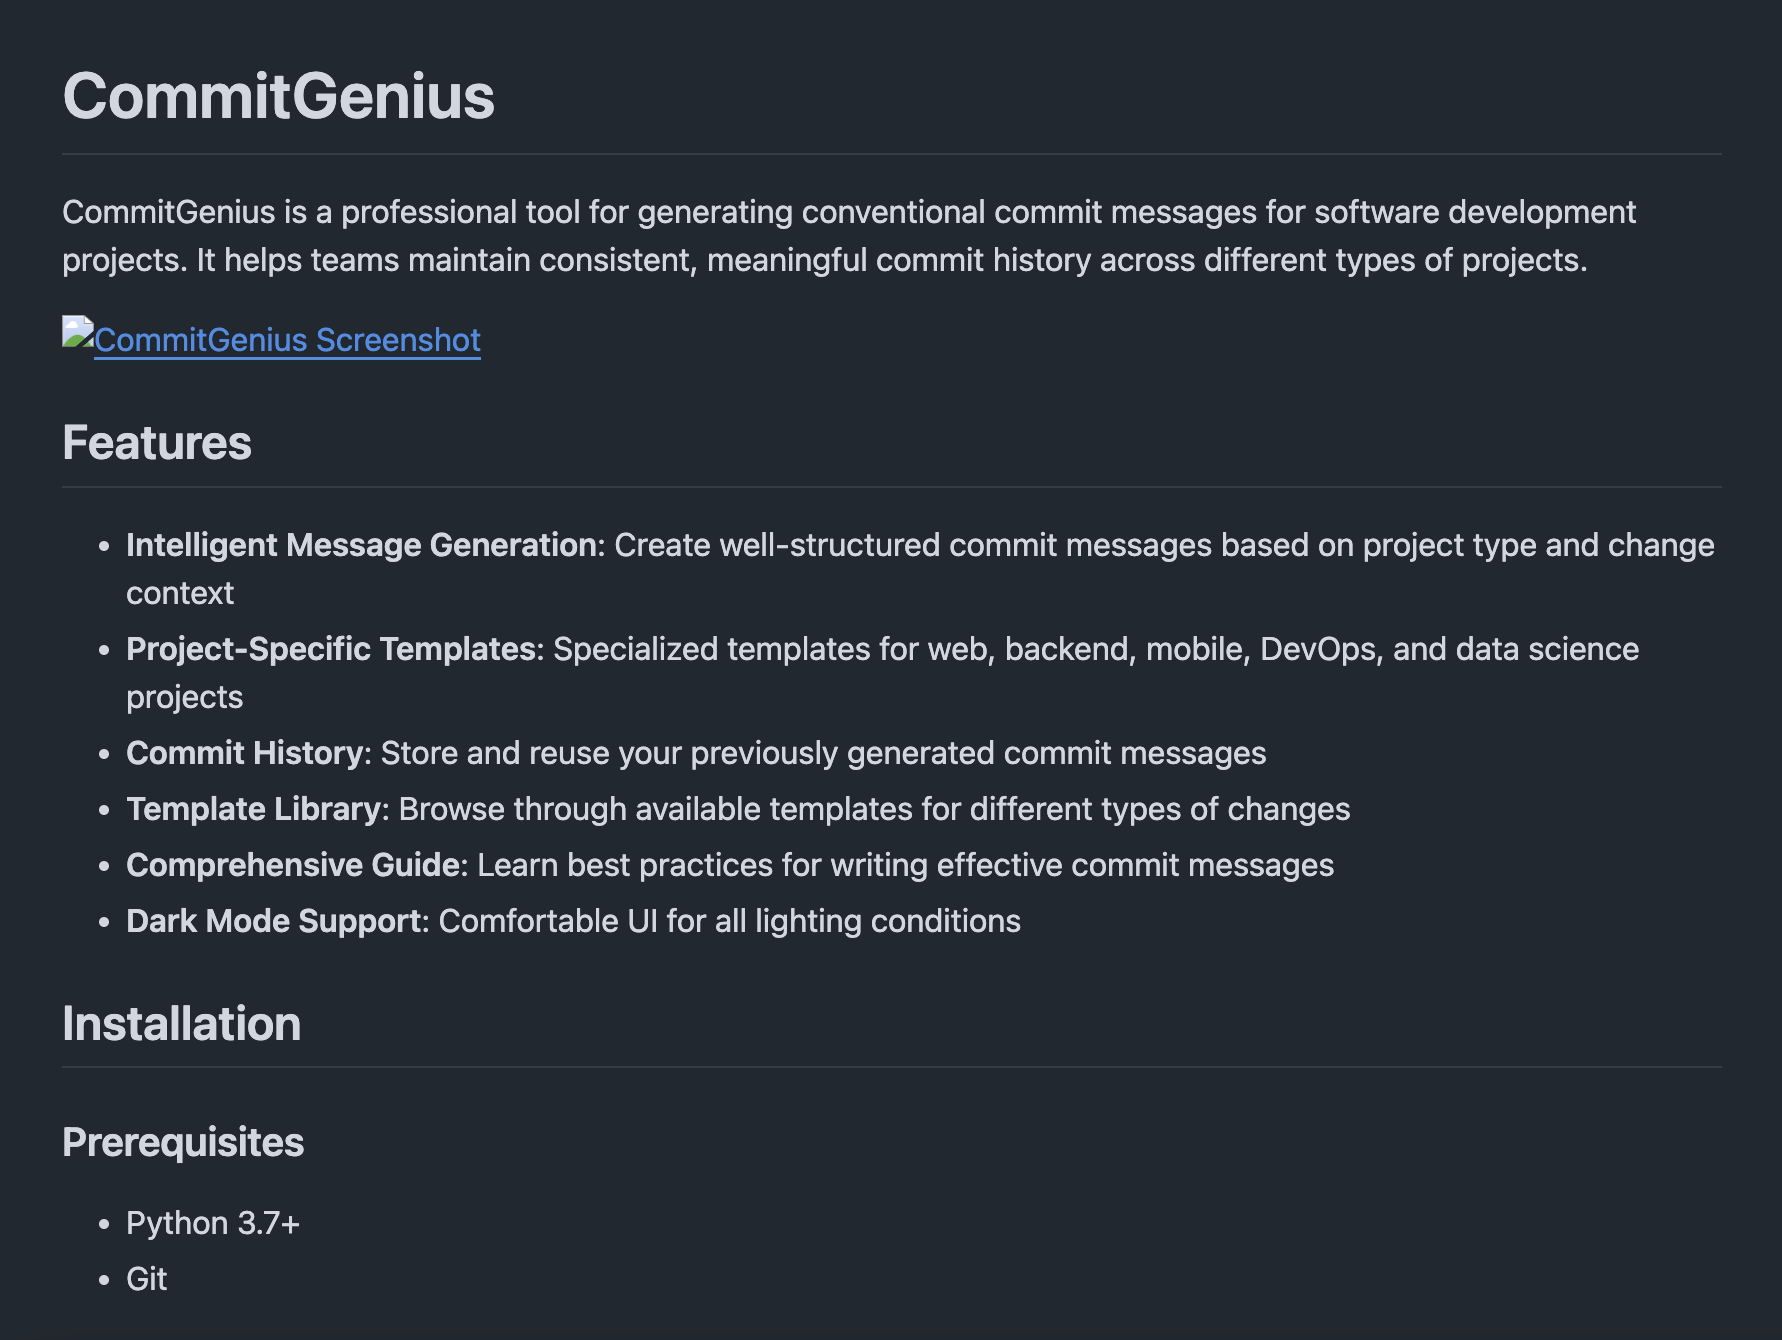 CommitGenius
CommitGenius is a professional tool for generating conventional commit messages for software development
projects. It helps teams maintain consistent, meaningful commit history across different types of projects.
CommitGenius Screenshot
Features
• Intelligent Message Generation: Create well-structured commit messages based on project type and change
context
• Project-Specific Templates: Specialized templates for web, backend, mobile, DevOps, and data science
projects
• Commit History: Store and reuse your previously generated commit messages
• Template Library: Browse through available templates for different types of changes
• Comprehensive Guide: Learn best practices for writing effective commit messages
• Dark Mode Support: Comfortable UI for all lighting conditions
Installation
Prerequisites
• Python 3.7+
• Git